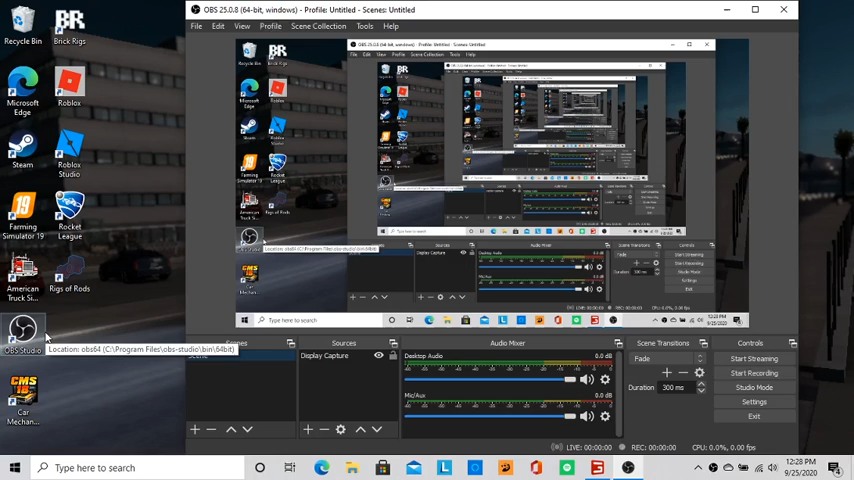 Recycle Bin
Brick Rigs
Microsoft
Edge
Roblox
Steam
Roblox
Studio
Farming
Simulator 19
Rocket
League
American
Truck Si...
Rigs of Rods
OBS Studio
Location: obs64 (C:\Program Files\obs-studio\bin\64bit)
Car
Mechan...
OBS 25.0.8 (64-bit, windows) - Profile: Untitled - Scenes: Untitled
File Edit View Profile Scene Collection Tools Help
Scenes
Scene
Sources
Display Capture
Audio Mixer
Desktop Audio 0.0 dB
Mic/Aux 0.0 dB
Scene Transitions
Fade
Duration 300 ms
Controls
Start Streaming
Start Recording
Studio Mode
Settings
Exit
LIVE: 00:00:00 REC: 00:00:00 CPU: 0.0%, 0.00 fps
Type here to search
12:28 PM
9/25/2020